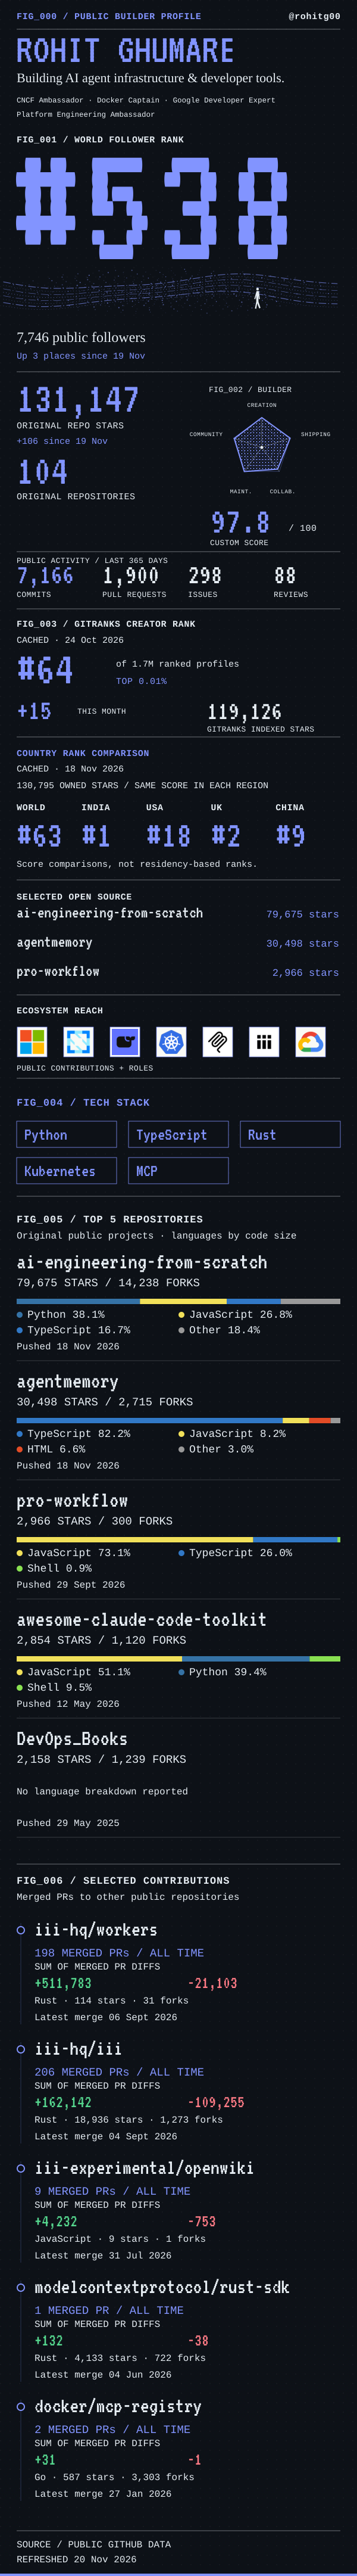 FIG_000 / PUBLIC BUILDER PROFILE @rohitg00
ROHIT GHUMARE
Building AI agent infrastructure & developer tools.
CNCF Ambassador · Docker Captain · Google Developer Expert
Platform Engineering Ambassador
FIG_001 / WORLD FOLLOWER RANK
#538
7,746 public followers
Up 3 places since 19 Nov
131,147
ORIGINAL REPO STARS
+106 since 19 Nov
104
ORIGINAL REPOSITORIES
FIG_002 / BUILDER
CREATION
COMMUNITY SHIPPING
MAINT. COLLAB.
97.8 / 100
CUSTOM SCORE
PUBLIC ACTIVITY / LAST 365 DAYS
7,166 1,900 298 88
COMMITS PULL REQUESTS ISSUES REVIEWS
FIG_003 / GITRANKS CREATOR RANK
CACHED · 24 Oct 2026
#64 of 1.7M ranked profiles
TOP 0.01%
+15 THIS MONTH 119,126
GITRANKS INDEXED STARS
COUNTRY RANK COMPARISON
CACHED · 18 Nov 2026
130,795 OWNED STARS / SAME SCORE IN EACH REGION
WORLD INDIA USA UK CHINA
#63 #1 #18 #2 #9
Score comparisons, not residency-based ranks.
SELECTED OPEN SOURCE
ai-engineering-from-scratch 79,675 stars
agentmemory 30,498 stars
pro-workflow 2,966 stars
ECOSYSTEM REACH
iii
PUBLIC CONTRIBUTIONS + ROLES
FIG_004 / TECH STACK
Python TypeScript Rust
Kubernetes MCP
FIG_005 / TOP 5 REPOSITORIES
Original public projects · languages by code size
ai-engineering-from-scratch
79,675 STARS / 14,238 FORKS
Python 38.1% JavaScript 26.8%
TypeScript 16.7% Other 18.4%
Pushed 18 Nov 2026
agentmemory
30,498 STARS / 2,715 FORKS
TypeScript 82.2% JavaScript 8.2%
HTML 6.6% Other 3.0%
Pushed 18 Nov 2026
pro-workflow
2,966 STARS / 300 FORKS
JavaScript 73.1% TypeScript 26.0%
Shell 0.9%
Pushed 29 Sept 2026
awesome-claude-code-toolkit
2,854 STARS / 1,120 FORKS
JavaScript 51.1% Python 39.4%
Shell 9.5%
Pushed 12 May 2026
DevOps_Books
2,158 STARS / 1,239 FORKS
No language breakdown reported
Pushed 29 May 2025
FIG_006 / SELECTED CONTRIBUTIONS
Merged PRs to other public repositories
iii-hq/workers
198 MERGED PRs / ALL TIME
SUM OF MERGED PR DIFFS
+511,783 -21,103
Rust · 114 stars · 31 forks
Latest merge 06 Sept 2026
iii-hq/iii
206 MERGED PRs / ALL TIME
SUM OF MERGED PR DIFFS
+162,142 -109,255
Rust · 18,936 stars · 1,273 forks
Latest merge 04 Sept 2026
iii-experimental/openwiki
9 MERGED PRs / ALL TIME
SUM OF MERGED PR DIFFS
+4,232 -753
JavaScript · 9 stars · 1 forks
Latest merge 31 Jul 2026
modelcontextprotocol/rust-sdk
1 MERGED PR / ALL TIME
SUM OF MERGED PR DIFFS
+132 -38
Rust · 4,133 stars · 722 forks
Latest merge 04 Jun 2026
docker/mcp-registry
2 MERGED PRs / ALL TIME
SUM OF MERGED PR DIFFS
+31 -1
Go · 587 stars · 3,303 forks
Latest merge 27 Jan 2026
SOURCE / PUBLIC GITHUB DATA
REFRESHED 20 Nov 2026